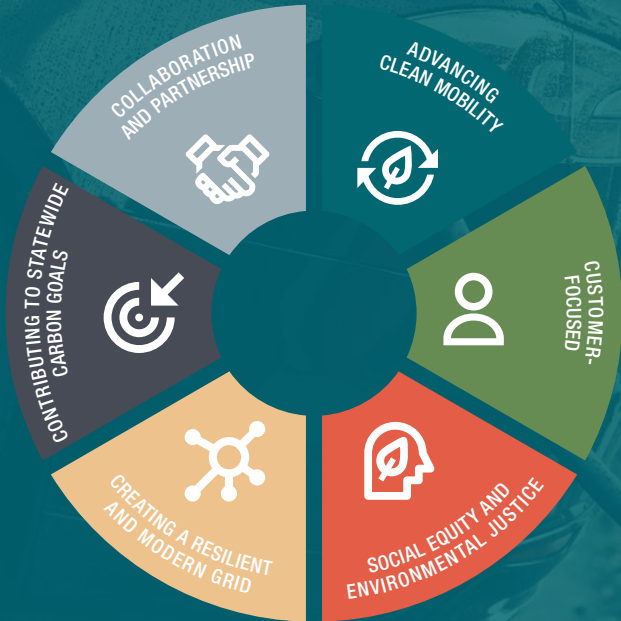 COLLABORATION
AND PARTNERSHIP
ADVANCING
CLEAN MOBILITY
CUSTOMER-
FOCUSED
SOCIAL EQUITY AND
ENVIRONMENTAL JUSTICE
CREATING A RESILIENT
AND MODERN GRID
CONTRIBUTING TO STATEWIDE
CARBON GOALS